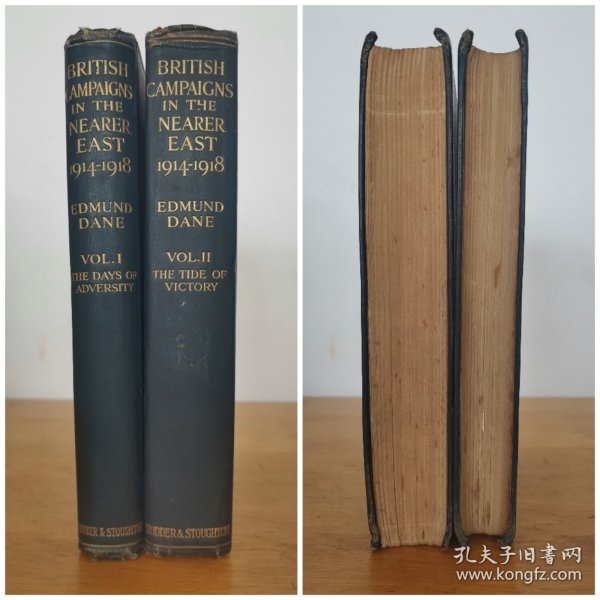 BRITISH
CAMPAIGNS
IN THE
NEARER
EAST
1914-1918
EDMUND
DANE
VOL.I
THE DAYS OF
ADVERSITY
HODDER & STOUGHTON
BRITISH
CAMPAIGNS
IN THE
NEARER
EAST
1914-1918
EDMUND
DANE
VOL.II
THE TIDE OF
VICTORY
HODDER & STOUGHTON
孔夫子旧书网
www.kongfz.com